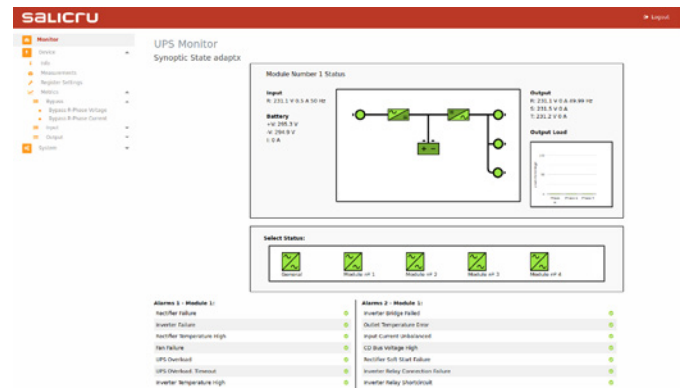 salicru
Logout
Monitor
Device
Info
Measurements
Register Settings
Metrics
Bypass
Bypass R-Phase Voltage
Bypass R-Phase Current
Input
Output
System
UPS Monitor
Synoptic State adaptx
Module Number 1 Status
Input
R: 231.1 V 0.5 A 50 Hz
Battery
+V: 295.3 V
-V: 294.9 V
I: 0 A
Output
R: 231.1 V 0 A 49.99 Hz
S: 231.5 V 0 A
T: 231.2 V 0 A
Output Load
Select Status:
General
Module nº 1
Module nº 2
Module nº 3
Module nº 4
Alarms 1 - Module 1:
Rectifier Failure
Inverter Failure
Rectifier Temperature High
Fan Failure
UPS Overload
UPS Overload. Timeout
Inverter Temperature High
Alarms 2 - Module 1:
Inverter Bridge Failed
Outlet Temperature Error
Input Current Unbalanced
CO Bus Voltage High
Rectifier Soft Start Failure
Inverter Relay Connection Failure
Inverter Relay Shortcircuit